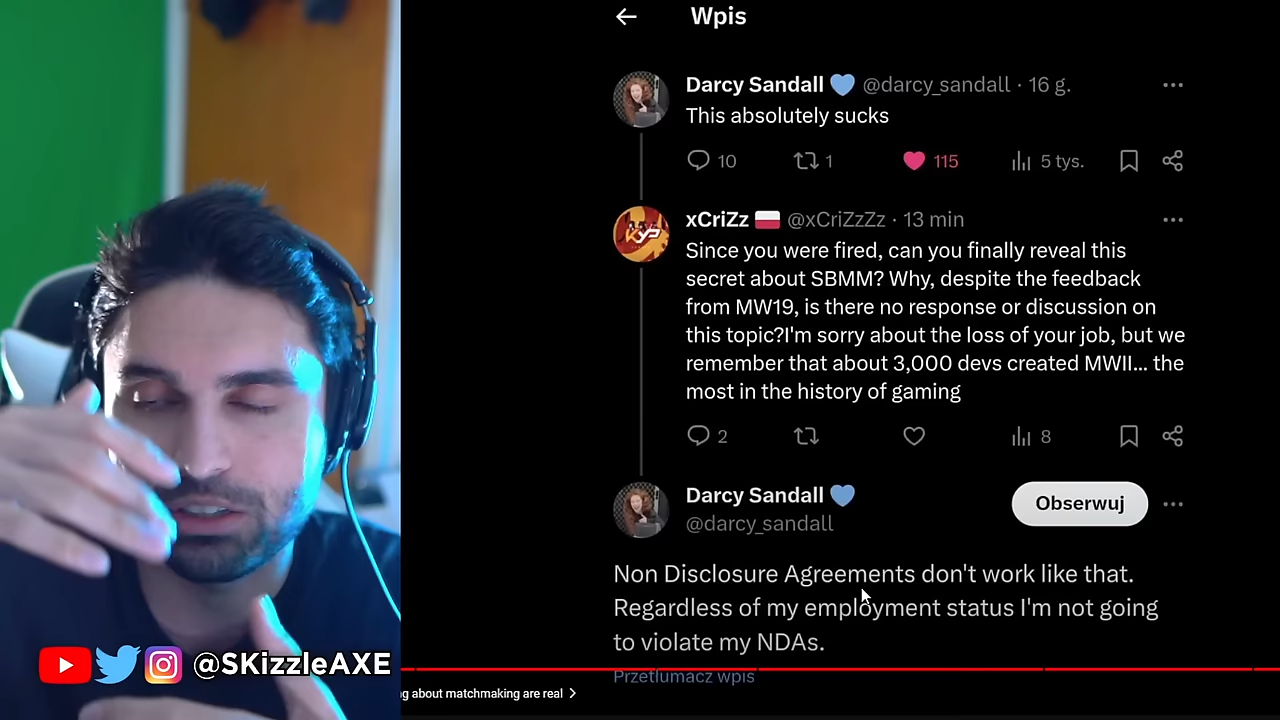 Wpis
Darcy Sandall @darcy_sandall · 16 g.
This absolutely sucks
10 1 115 5 tys.
xCriZz @xCriZzZz · 13 min
Since you were fired, can you finally reveal this
secret about SBMM? Why, despite the feedback
from MW19, is there no response or discussion on
this topic?I'm sorry about the loss of your job, but we
remember that about 3,000 devs created MWII... the
most in the history of gaming
2 8
Darcy Sandall
@darcy_sandall
Obserwuj
Non Disclosure Agreements don't work like that.
Regardless of my employment status I'm not going
to violate my NDAs.
Przetłumacz wpis
@SKizzleAXE
about matchmaking are real